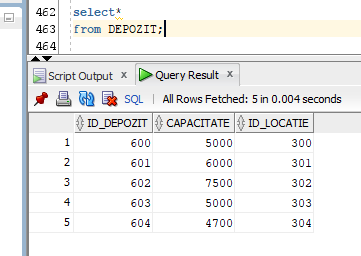 462 select*
463 from DEPOZIT;
464
Script Output x Query Result x
SQL | All Rows Fetched: 5 in 0.004 seconds
ID_DEPOZIT CAPACITATE ID_LOCATIE
1 600 5000 300
2 601 6000 301
3 602 7500 302
4 603 5000 303
5 604 4700 304